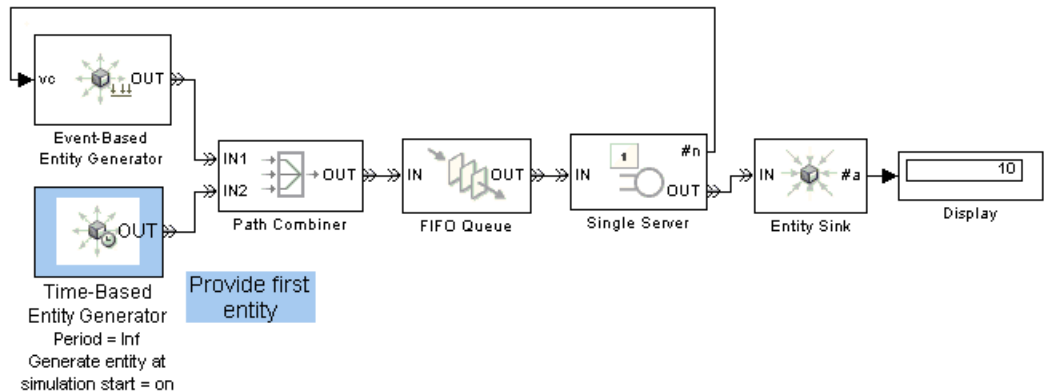 vc
OUT
Event-Based
Entity Generator
IN1
IN2
OUT
Path Combiner
IN
OUT
FIFO Queue
IN
1
#n
OUT
Single Server
IN
#a
Entity Sink
10
Display
OUT
Time-Based
Entity Generator
Period = Inf
Generate entity at
simulation start = on
Provide first
entity